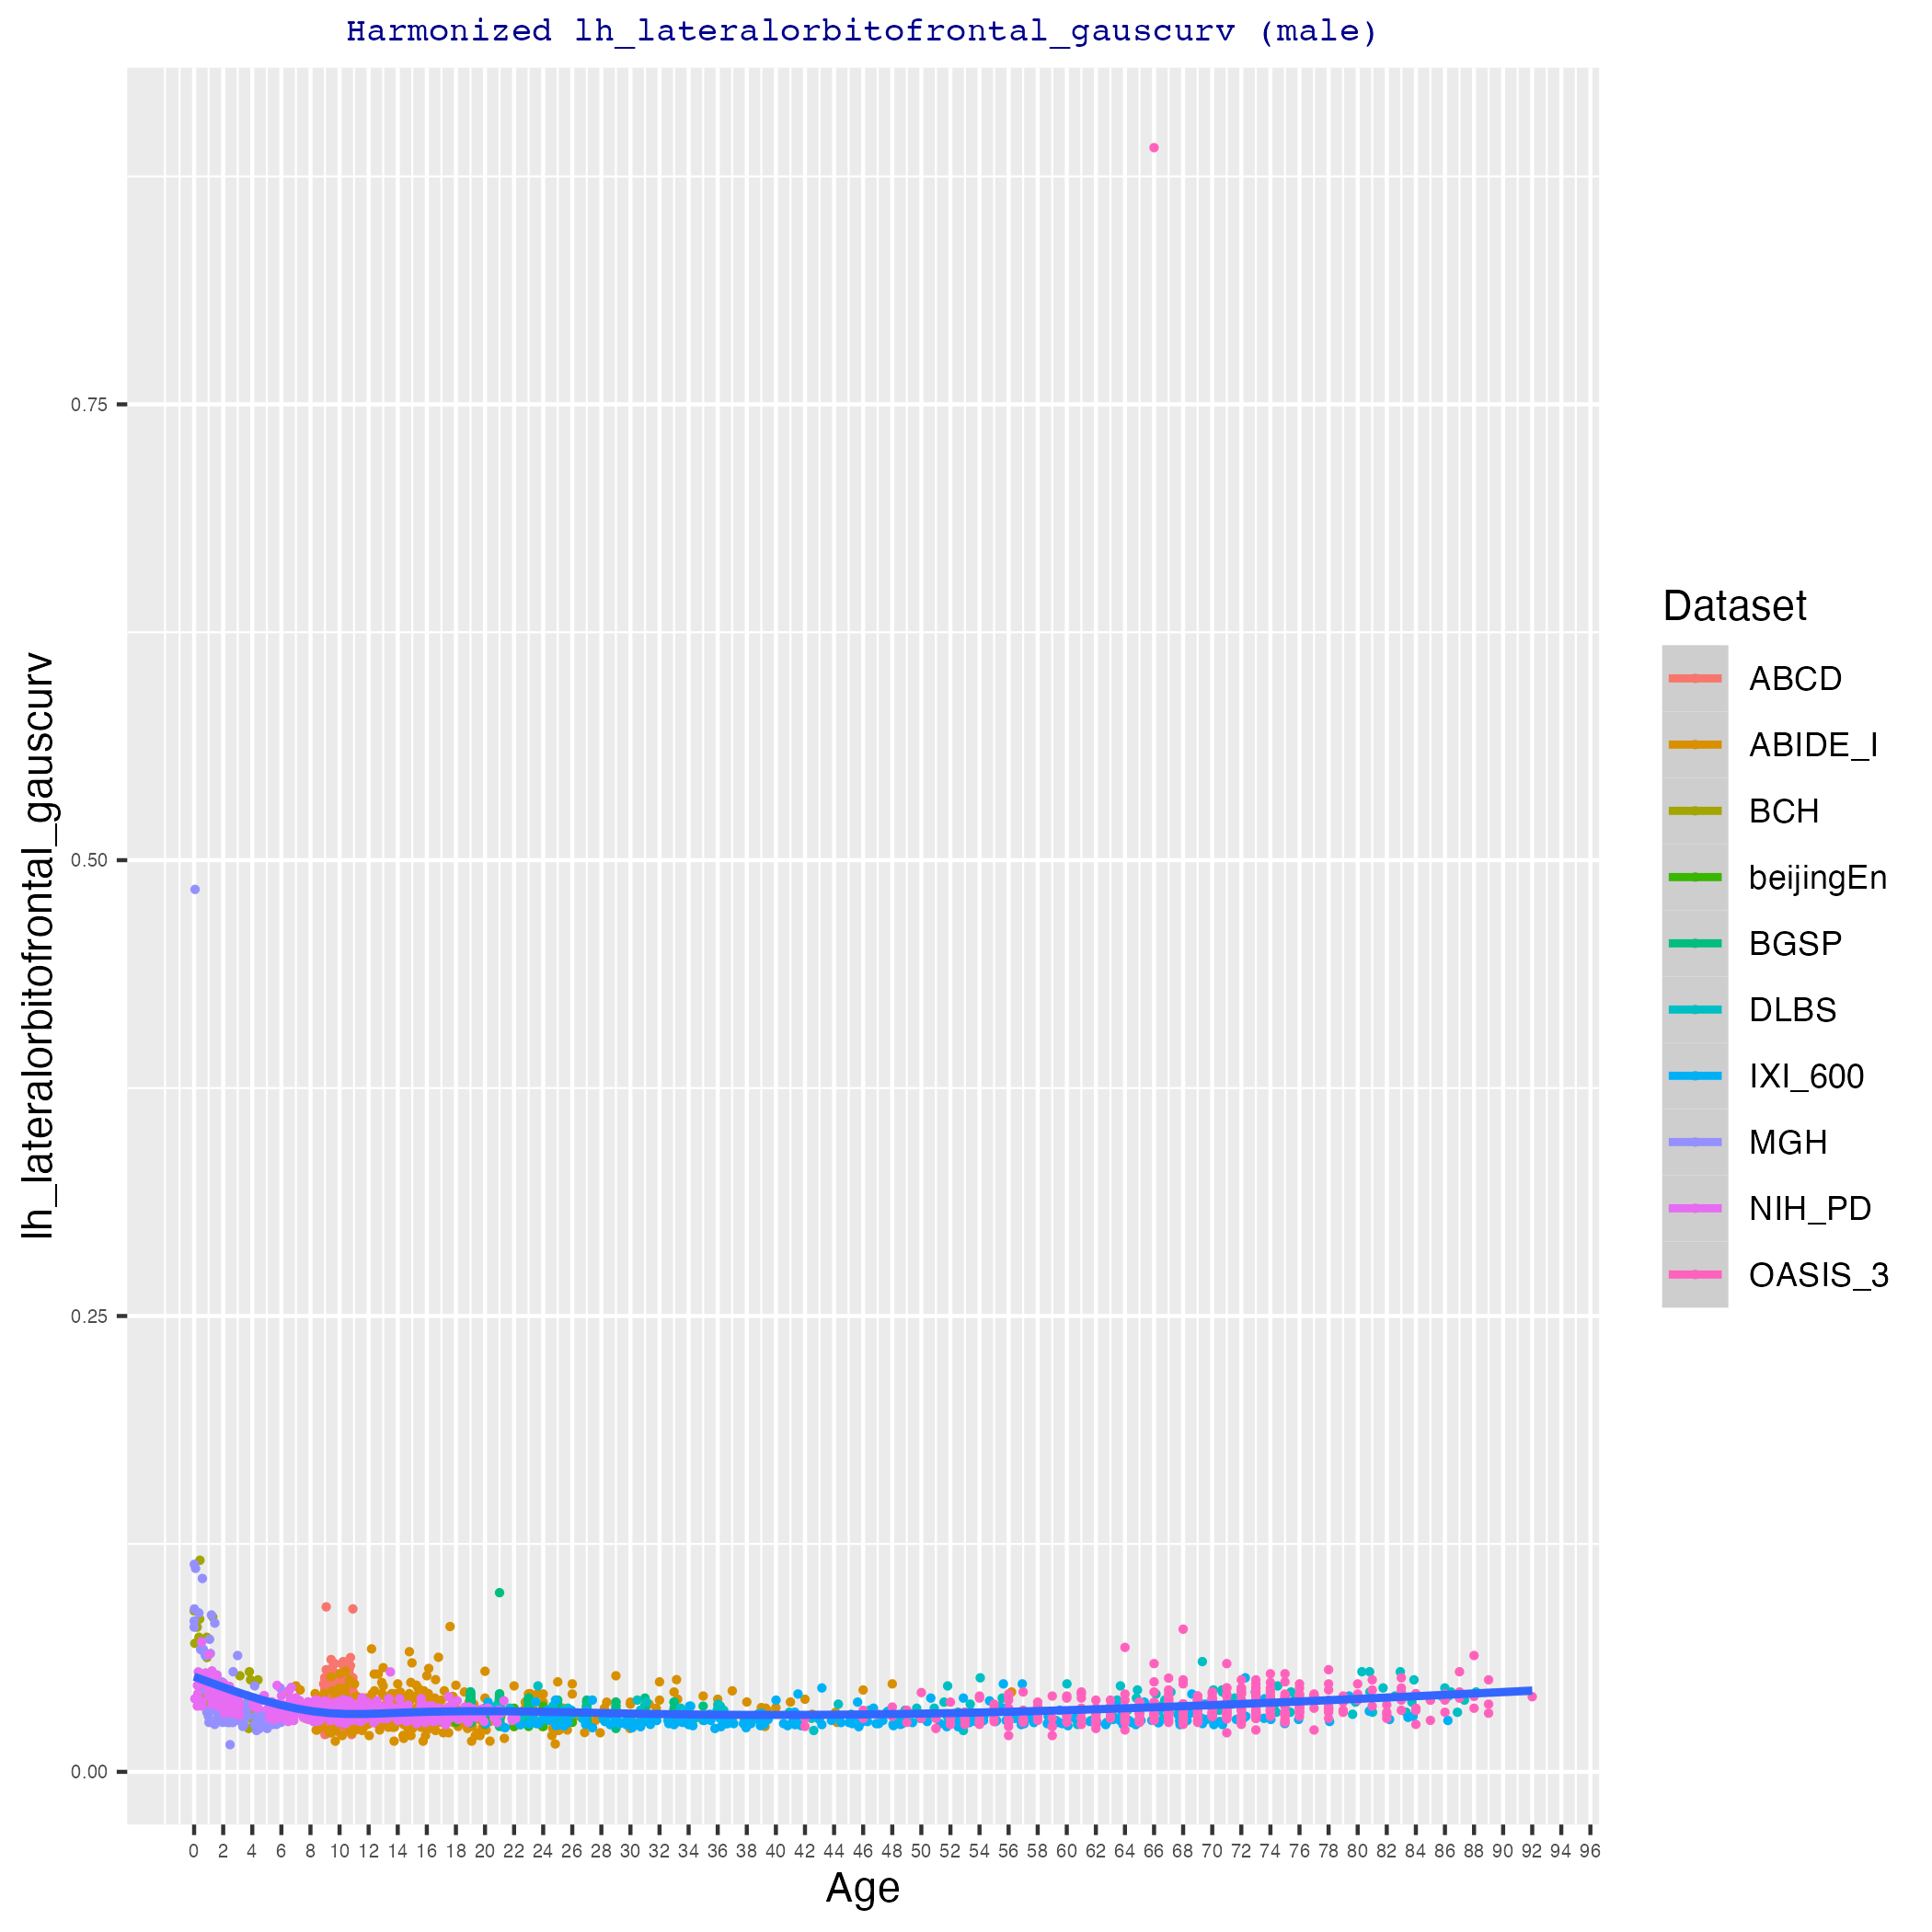 Harmonized lh_lateralorbitofrontal_gauscurv (male)
lh_lateralorbitofrontal_gauscurv
0.75
0.50
0.25
0.00
0 2 4 6 8 10 12 14 16 18 20 22 24 26 28 30 32 34 36 38 40 42 44 46 48 50 52 54 56 58 60 62 64 66 68 70 72 74 76 78 80 82 84 86 88 90 92 94 96
Age
Dataset
ABCD
ABIDE_I
BCH
beijingEn
BGSP
DLBS
IXI_600
MGH
NIH_PD
OASIS_3